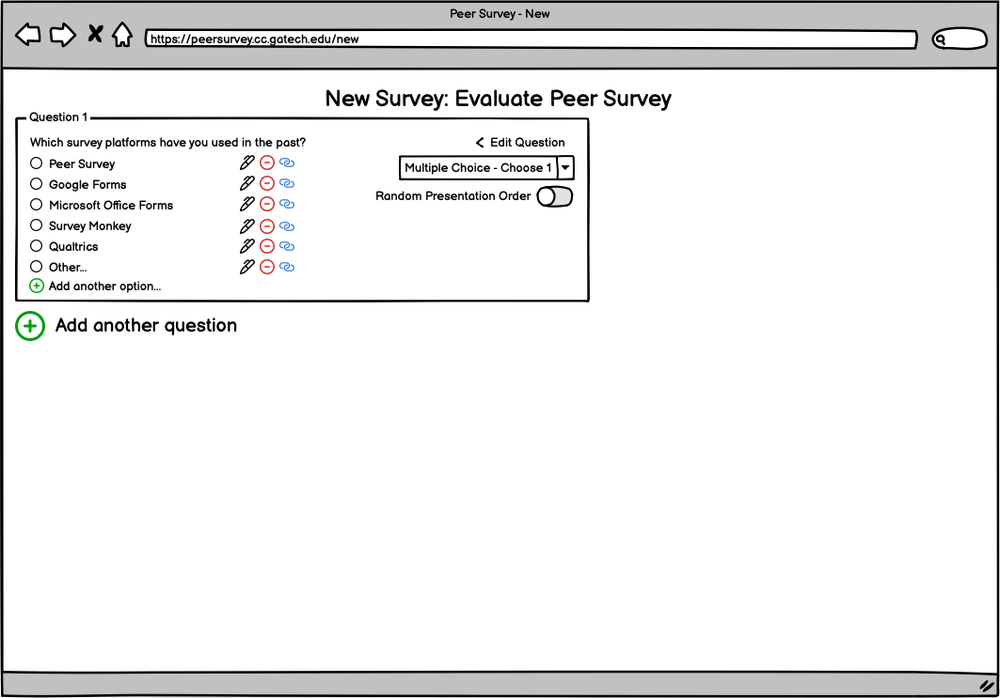 Peer Survey - New
https://peersurvey.cc.gatech.edu/new
New Survey: Evaluate Peer Survey
Question 1
Which survey platforms have you used in the past?
Edit Question
Peer Survey
Multiple Choice - Choose 1
Google Forms
Random Presentation Order
Microsoft Office Forms
Survey Monkey
Qualtrics
Other...
Add another option...
Add another question